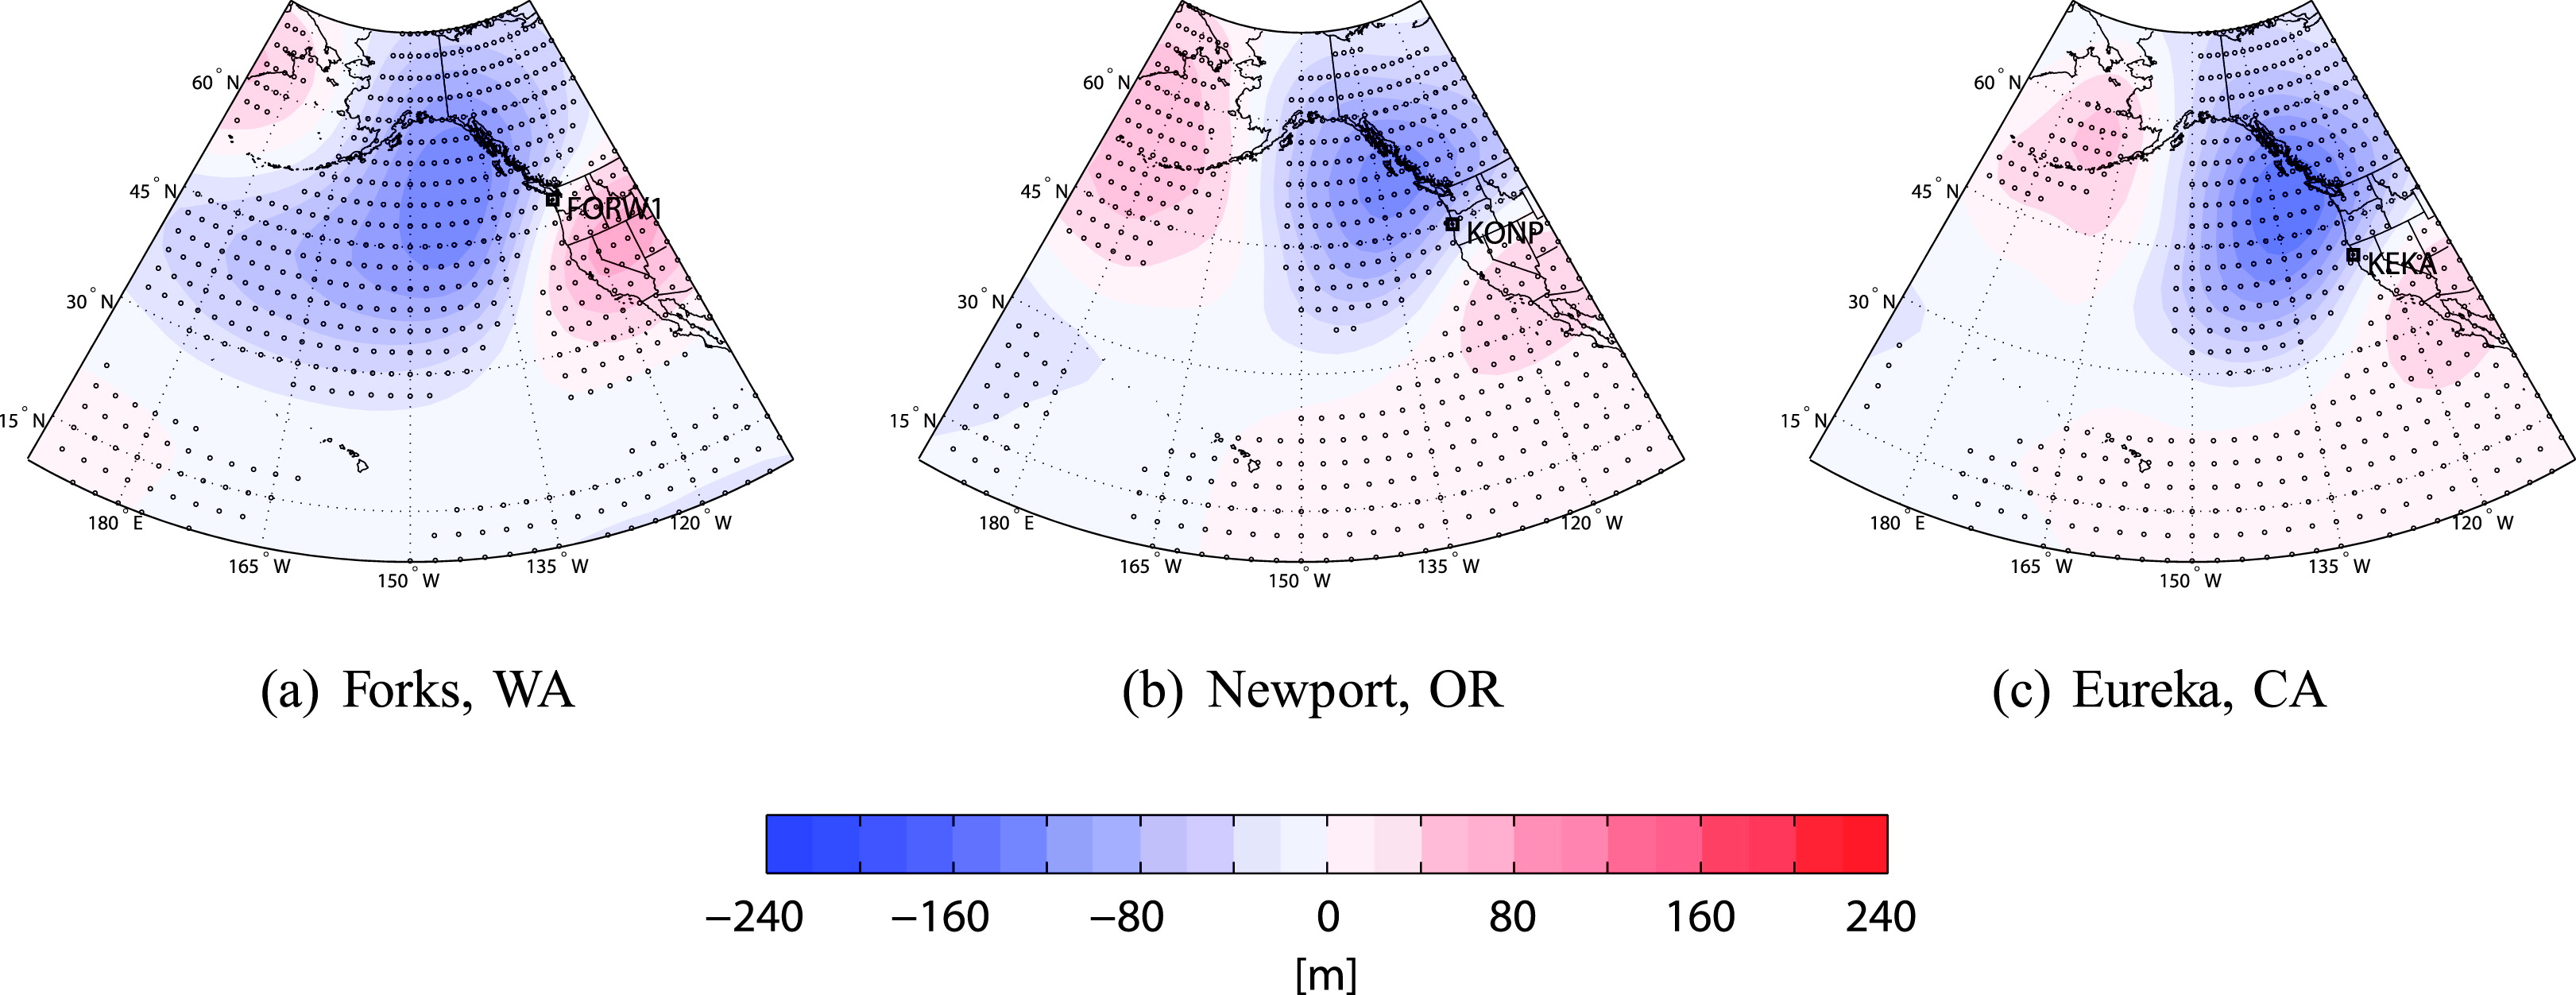 60° N
45° N
30° N
15° N
180° E
165° W
150° W
135° W
120° W
FORW1
60° N
45° N
30° N
15° N
180° E
165° W
150° W
135° W
120° W
KONP
60° N
45° N
30° N
15° N
180° E
165° W
150° W
135° W
120° W
KEKA
(a) Forks, WA
(b) Newport, OR
(c) Eureka, CA
−240 −160 −80 0 80 160 240
[m]